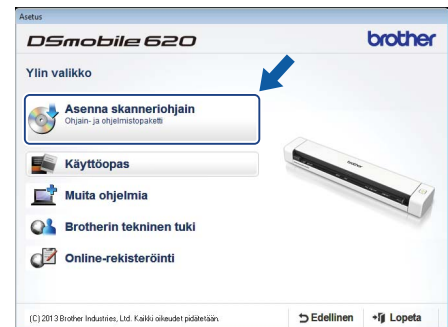 Asetus
DSmobile 620
brother
Ylin valikko
Asenna skanneriohjain
Ohjain- ja ohjelmistopaketti
Käyttöopas
Muita ohjelmia
Brotherin tekninen tuki
Online-rekisteröinti
brother
(C) 2013 Brother Industries, Ltd. Kaikki oikeudet pidätetään.
Edellinen
Lopeta